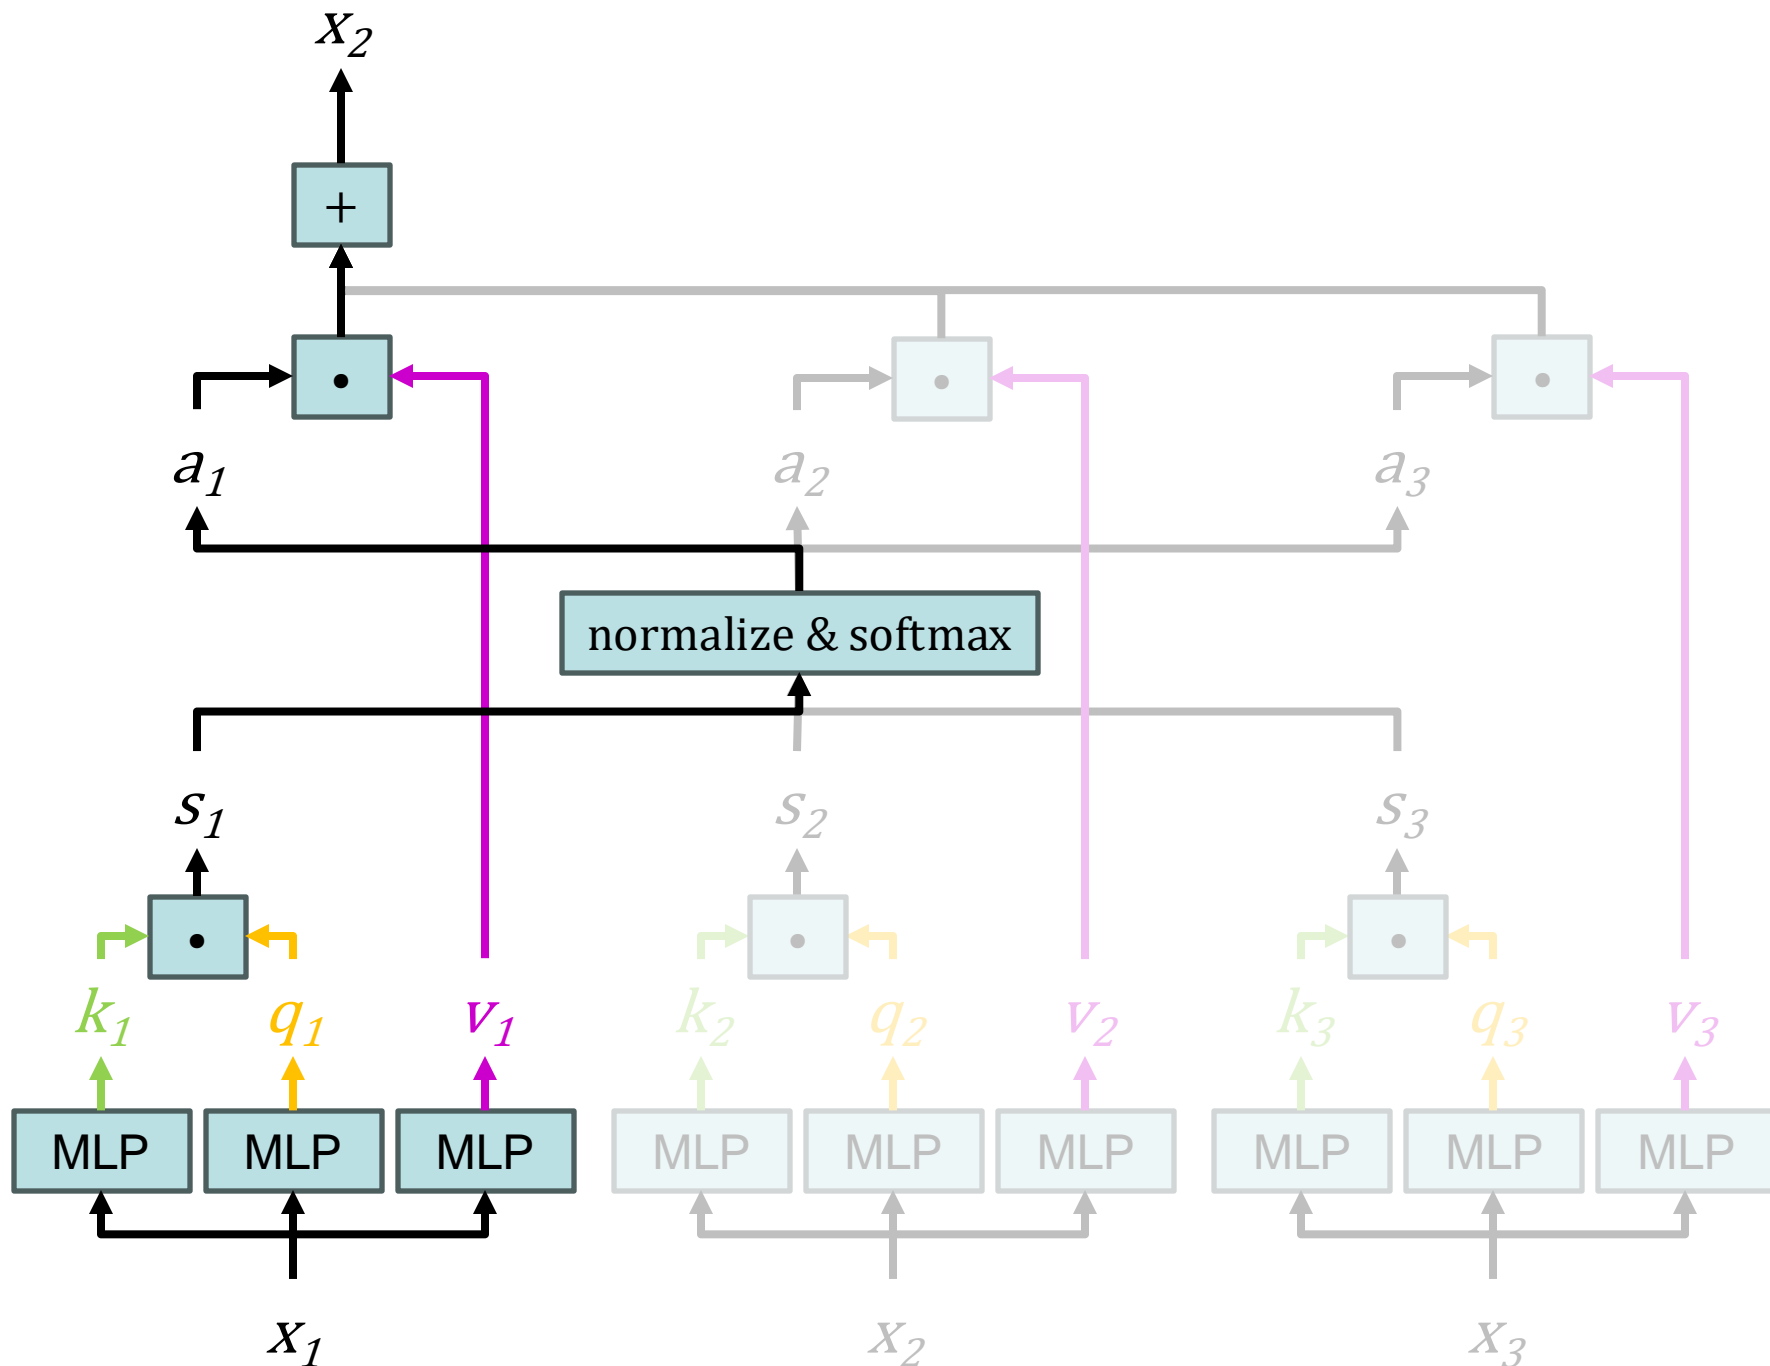 x2
+
• • •
a1 a2 a3
normalize & softmax
s1 s2 s3
• • •
k1 q1 v1 k2 q2 v2 k3 q3 v3
MLP MLP MLP MLP MLP MLP MLP MLP MLP
x1 x2 x3